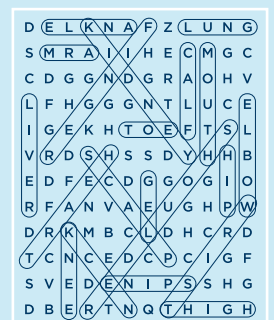 D E L K N A F Z L U N G
S M R A I I H E C M G C
C D G G N D G R A O H V
L F H G G G N T L U C E
I G E K H T O E F T S L
V R D S H S S D Y H H B
E D F E C D G G O G I O
R F A N V A E U G H P W
D R K M B C L D H C R D
T C N C E D C P C I G F
S V E D E N I P S S H G
D B E R T N Q T H I G H